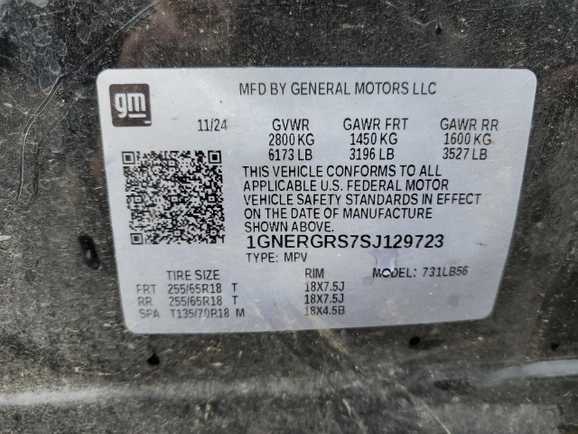 gm
MFD BY GENERAL MOTORS LLC
11/24 GVWR GAWR FRT GAWR RR
2800 KG 1450 KG 1600 KG
6173 LB 3196 LB 3527 LB
THIS VEHICLE CONFORMS TO ALL
APPLICABLE U.S. FEDERAL MOTOR
VEHICLE SAFETY STANDARDS IN EFFECT
ON THE DATE OF MANUFACTURE
SHOWN ABOVE.
1GNERGRS7SJ129723
TYPE: MPV
TIRE SIZE RIM MODEL: 731LB56
FRT 255/65R18 T 18X7.5J
RR 255/65R18 T 18X7.5J
SPA T135/70R18 M 18X4.5B